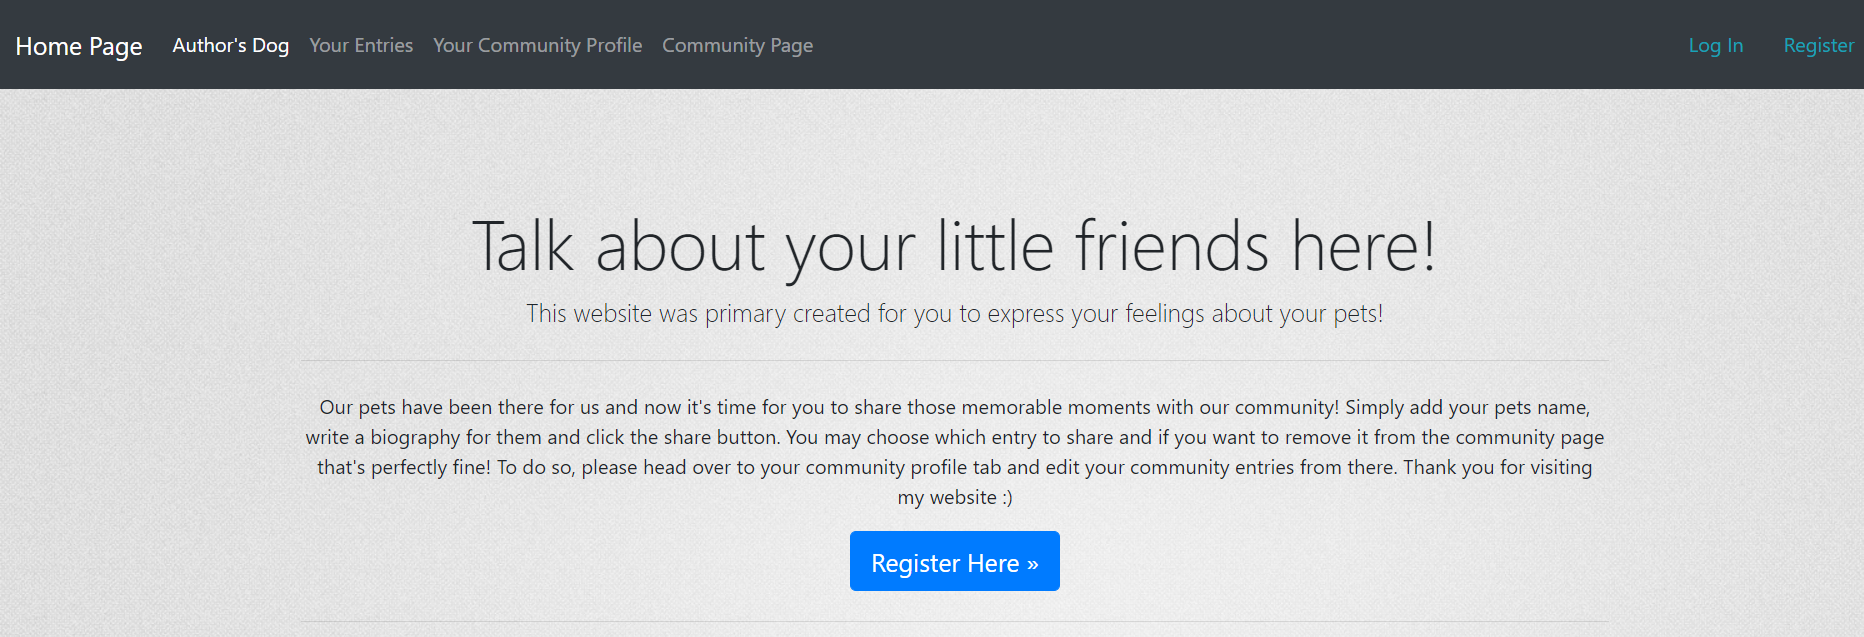 Home Page Author's Dog Your Entries Your Community Profile Community Page Log In Register
Talk about your little friends here!
This website was primary created for you to express your feelings about your pets!
Our pets have been there for us and now it's time for you to share those memorable moments with our community! Simply add your pets name,
write a biography for them and click the share button. You may choose which entry to share and if you want to remove it from the community page
that's perfectly fine! To do so, please head over to your community profile tab and edit your community entries from there. Thank you for visiting
my website :)
Register Here »